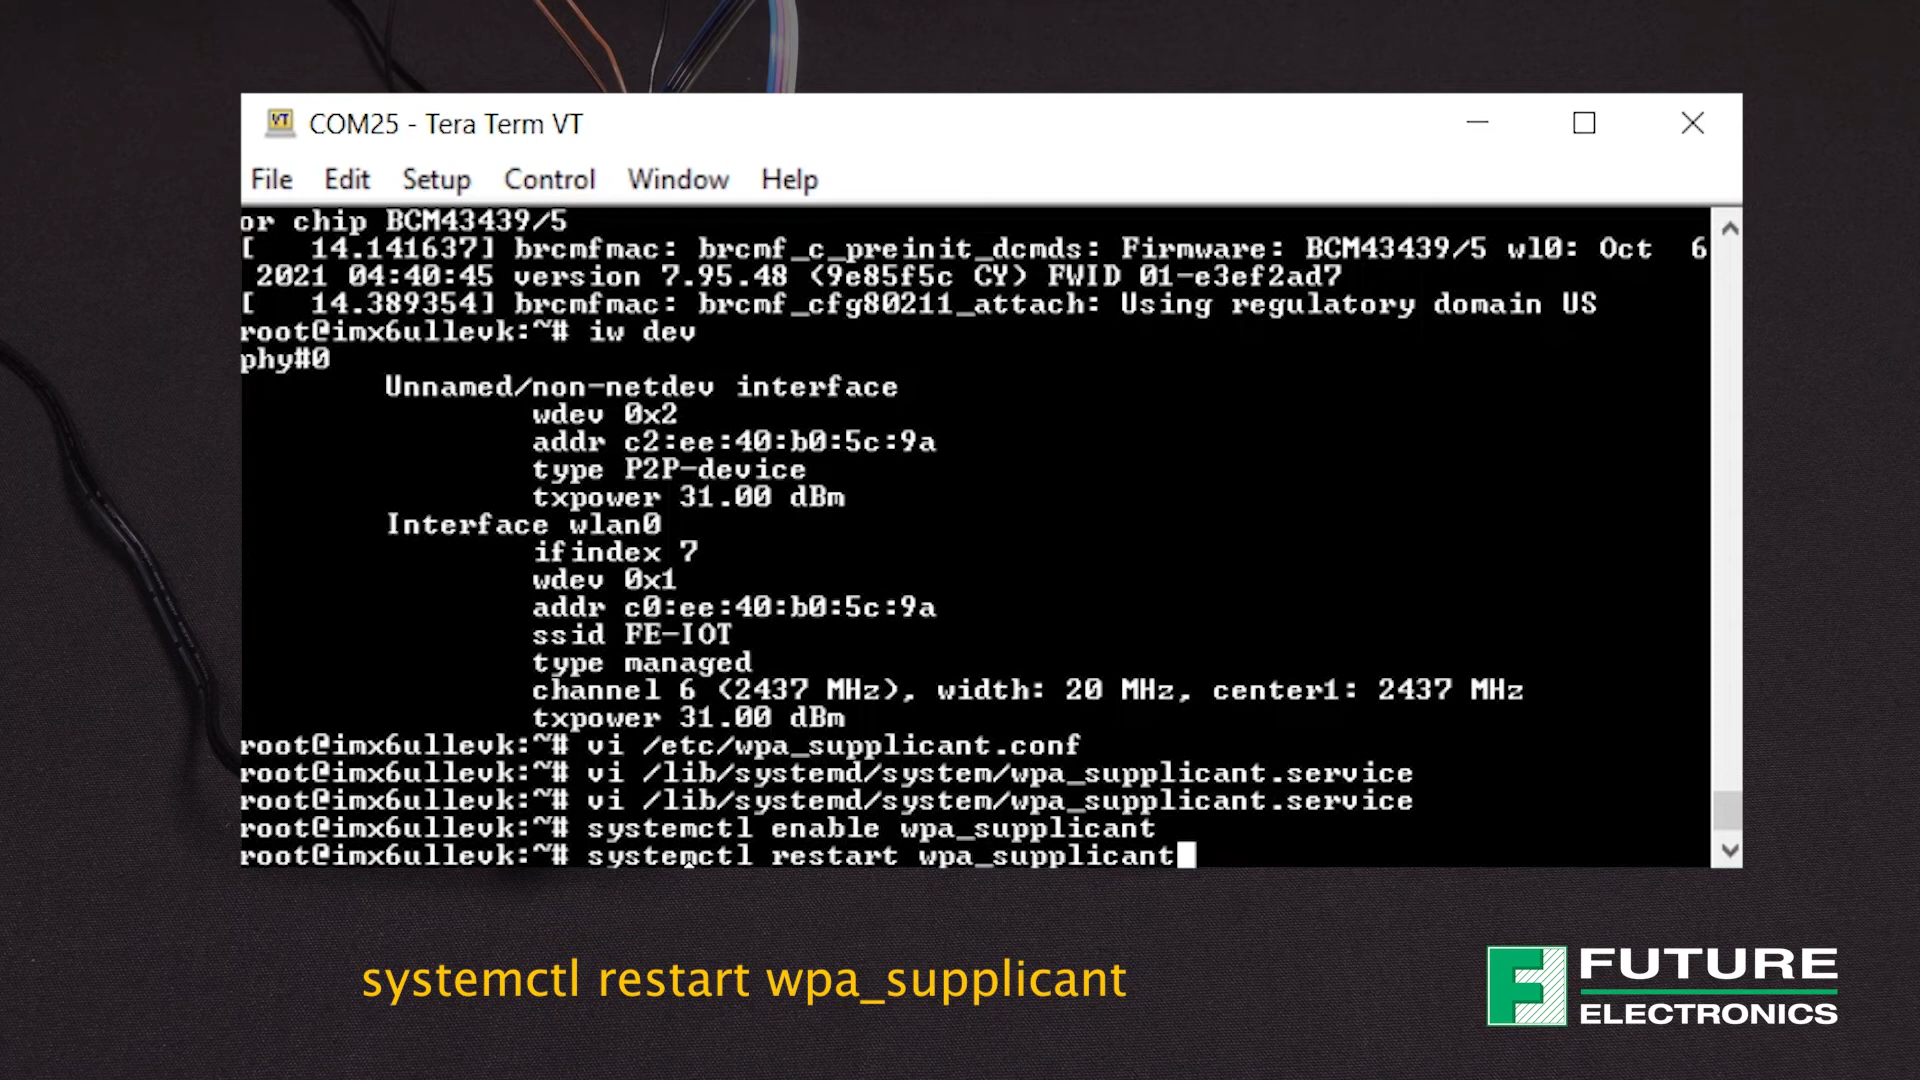 COM25 - Tera Term VT
File Edit Setup Control Window Help
or chip BCM43439/5
[   14.141637] brcmfmac: brcmf_c_preinit_dcmds: Firmware: BCM43439/5 wl0: Oct  6
 2021 04:40:45 version 7.95.48 (9e85f5c CY) FWID 01-e3ef2ad7
[   14.389354] brcmfmac: brcmf_cfg80211_attach: Using regulatory domain US
root@imx6ullevk:~# iw dev
phy#0
Unnamed/non-netdev interface
wdev 0x2
addr c2:ee:40:b0:5c:9a
type P2P-device
txpower 31.00 dBm
Interface wlan0
ifindex 7
wdev 0x1
addr c0:ee:40:b0:5c:9a
ssid FE-IOT
type managed
channel 6 (2437 MHz), width: 20 MHz, center1: 2437 MHz
txpower 31.00 dBm
root@imx6ullevk:~# vi /etc/wpa_supplicant.conf
root@imx6ullevk:~# vi /lib/systemd/system/wpa_supplicant.service
root@imx6ullevk:~# vi /lib/systemd/system/wpa_supplicant.service
root@imx6ullevk:~# systemctl enable wpa_supplicant
root@imx6ullevk:~# systemctl restart wpa_supplicant
systemctl restart wpa_supplicant
FUTURE
ELECTRONICS